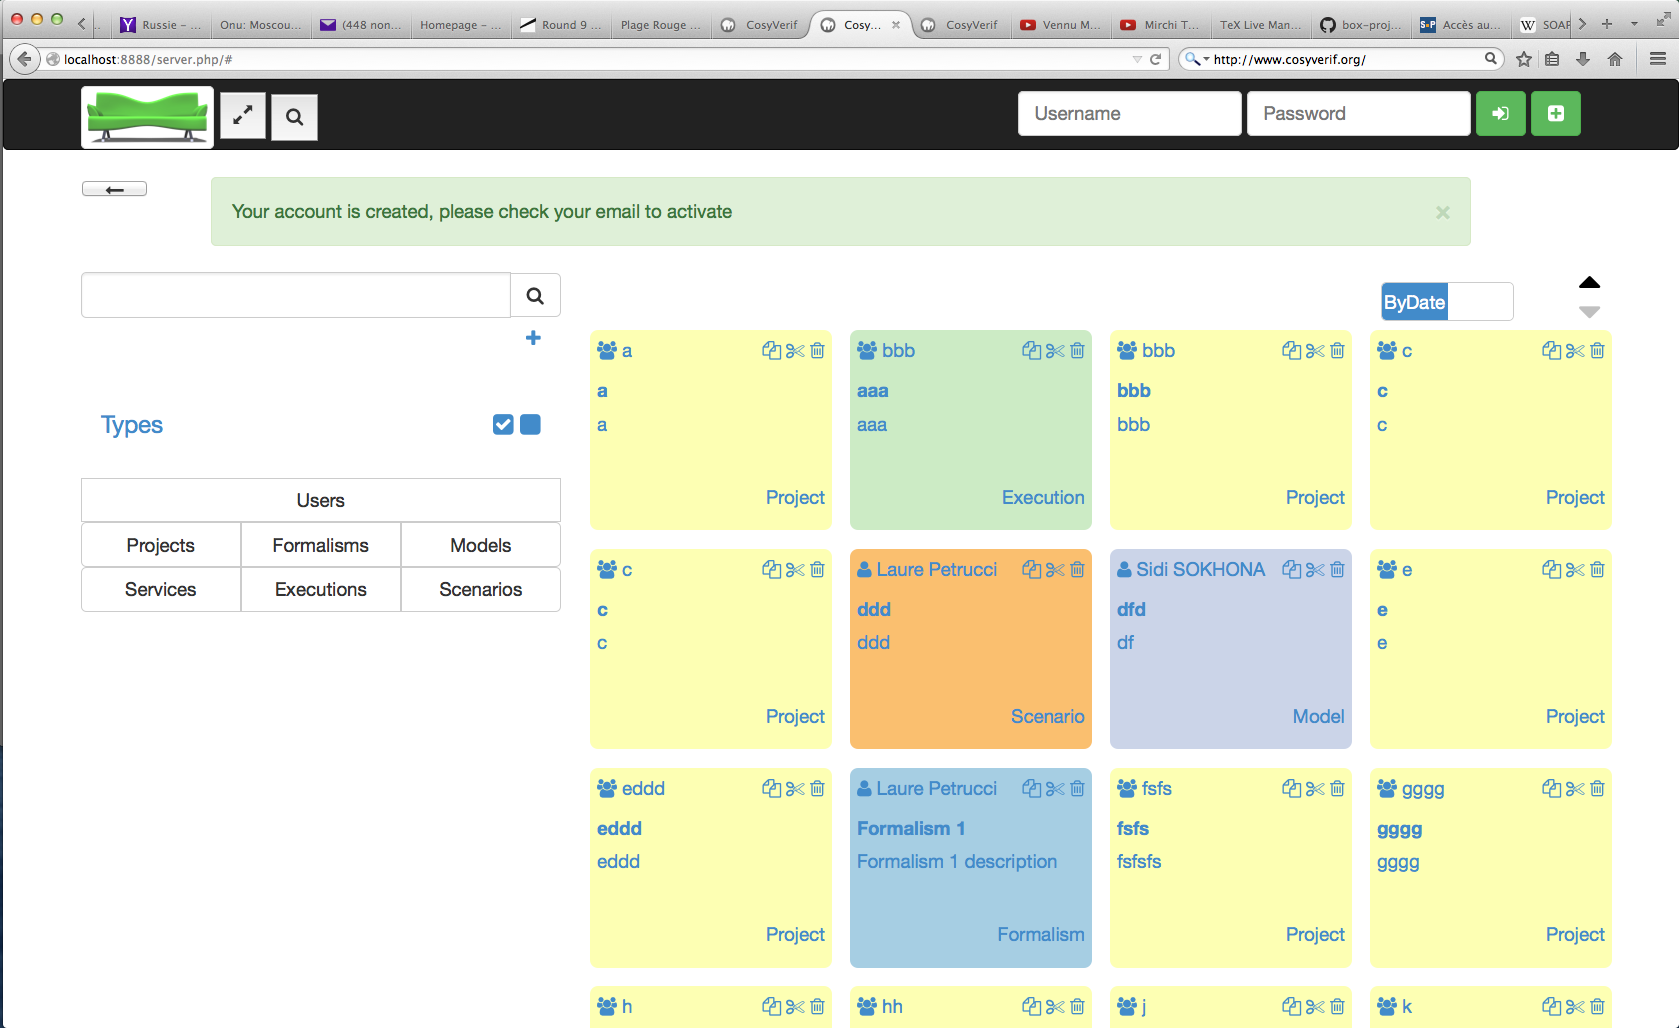 Russie – ...
Onu: Moscou...
(448 non...
Homepage – ...
Round 9 ...
Plage Rouge ...
CosyVerif
Cosy...
CosyVerif
Vennu M...
Mirchi T...
TeX Live Man...
box-proj...
Accès au...
SOAP
localhost:8888/server.php/#
http://www.cosyverif.org/
Username
Password
Your account is created, please check your email to activate
×
ByDate
Types
Users
Projects
Formalisms
Models
Services
Executions
Scenarios
a
a
a
Project
bbb
aaa
aaa
Execution
bbb
bbb
bbb
Project
c
c
c
Project
c
c
c
Project
Laure Petrucci
ddd
ddd
Scenario
Sidi SOKHONA
dfd
df
Model
e
e
e
Project
eddd
eddd
eddd
Project
Laure Petrucci
Formalism 1
Formalism 1 description
Formalism
fsfs
fsfs
fsfsfs
Project
gggg
gggg
gggg
Project
h
hh
j
k